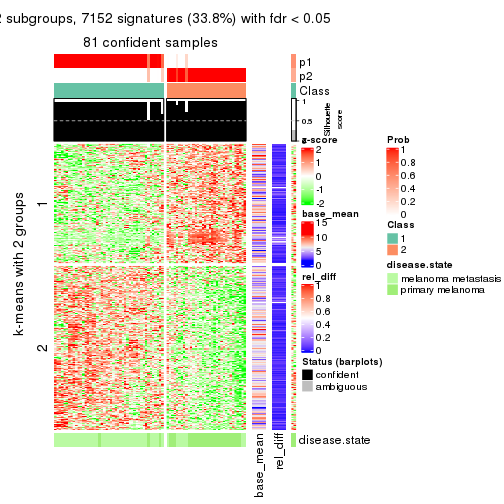 2 subgroups, 7152 signatures (33.8%) with fdr < 0.05
81 confident samples
p1
p2
Class
1
0.5
0
Silhouette
score
k-means with 2 groups
1
2
z-score
2
1
0
-1
-2
base_mean
15
10
5
0
rel_diff
1
0.8
0.6
0.4
0.2
0
Status (barplots)
confident
ambiguous
Prob
1
0.8
0.6
0.4
0.2
0
Class
1
2
disease.state
melanoma metastasis
primary melanoma
disease.state
base_mean
rel_diff